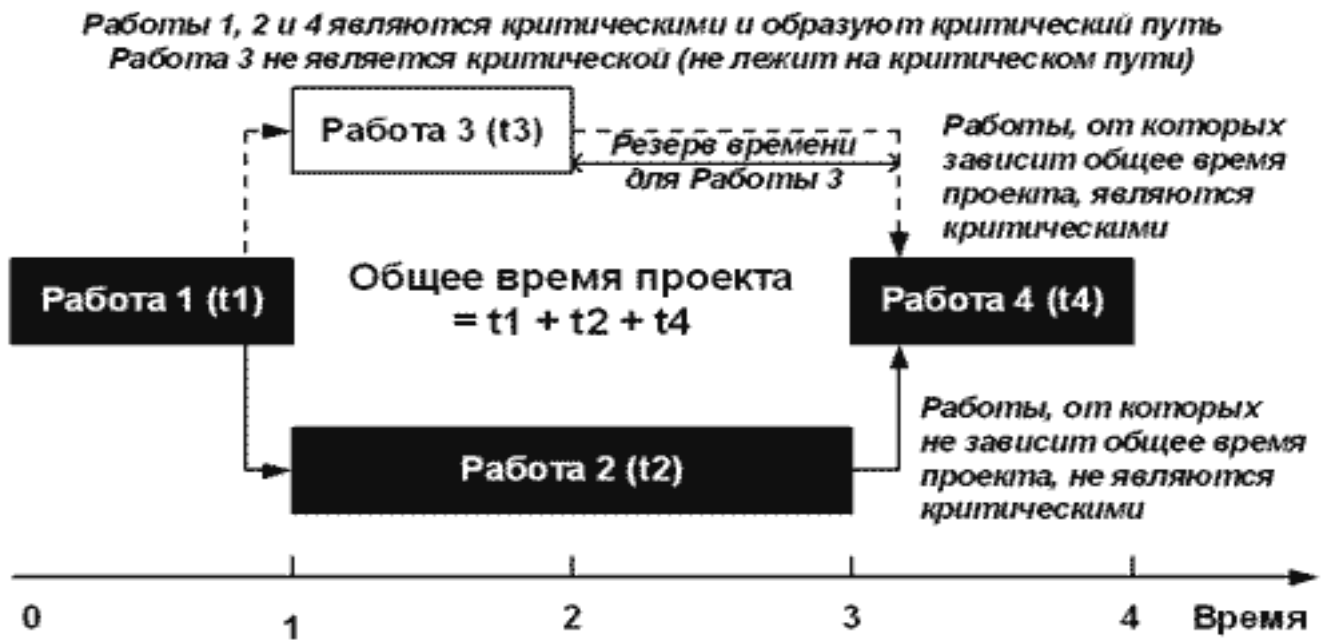 Работы 1, 2 и 4 являются критическими и образуют критический путь
Работа 3 не является критической (не лежит на критическом пути)
Работа 3 (t3)
Резерв времени
для Работы 3
Работы, от которых
зависит общее время
проекта, являются
критическими
Работа 1 (t1)
Общее время проекта
= t1 + t2 + t4
Работа 4 (t4)
Работа 2 (t2)
Работы, от которых
не зависит общее время
проекта, не являются
критическими
0 1 2 3 4 Время